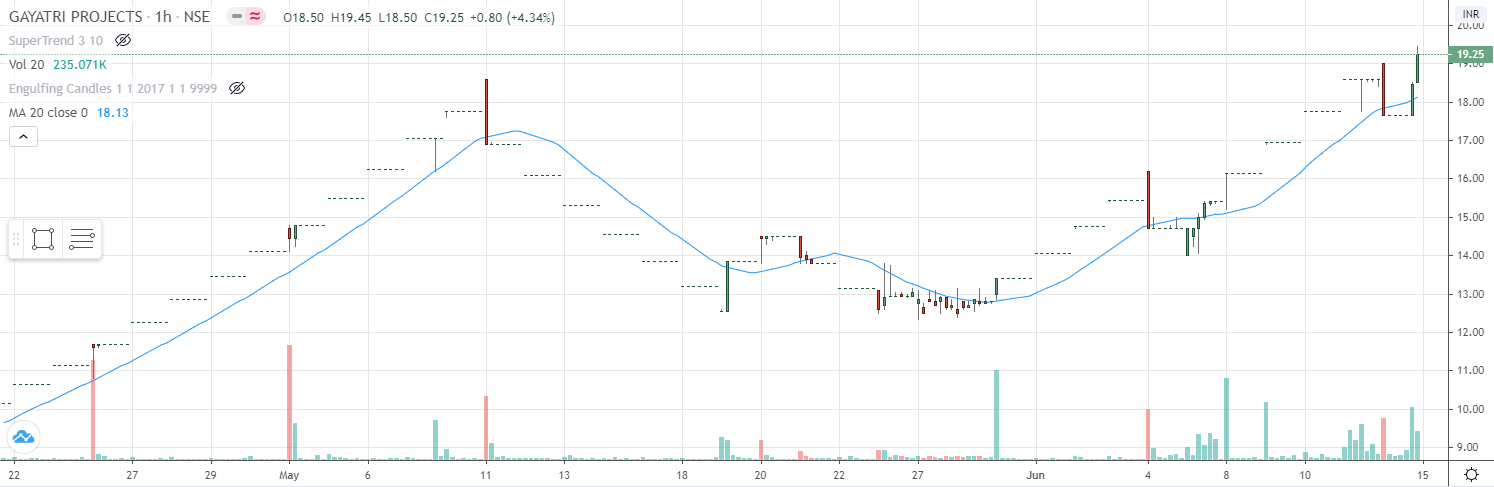 GAYATRI PROJECTS · 1h · NSE O18.50 H19.45 L18.50 C19.25 +0.80 (+4.34%)
INR
SuperTrend 3 10
20.00
Vol 20 235.071K
19.25
19.00
Engulfing Candles 1 1 2017 1 1 9999
MA 20 close 0 18.13
18.00
17.00
16.00
15.00
14.00
13.00
12.00
11.00
10.00
9.00
22 27 29 May 6 11 13 18 20 22 27 Jun 4 8 10 15